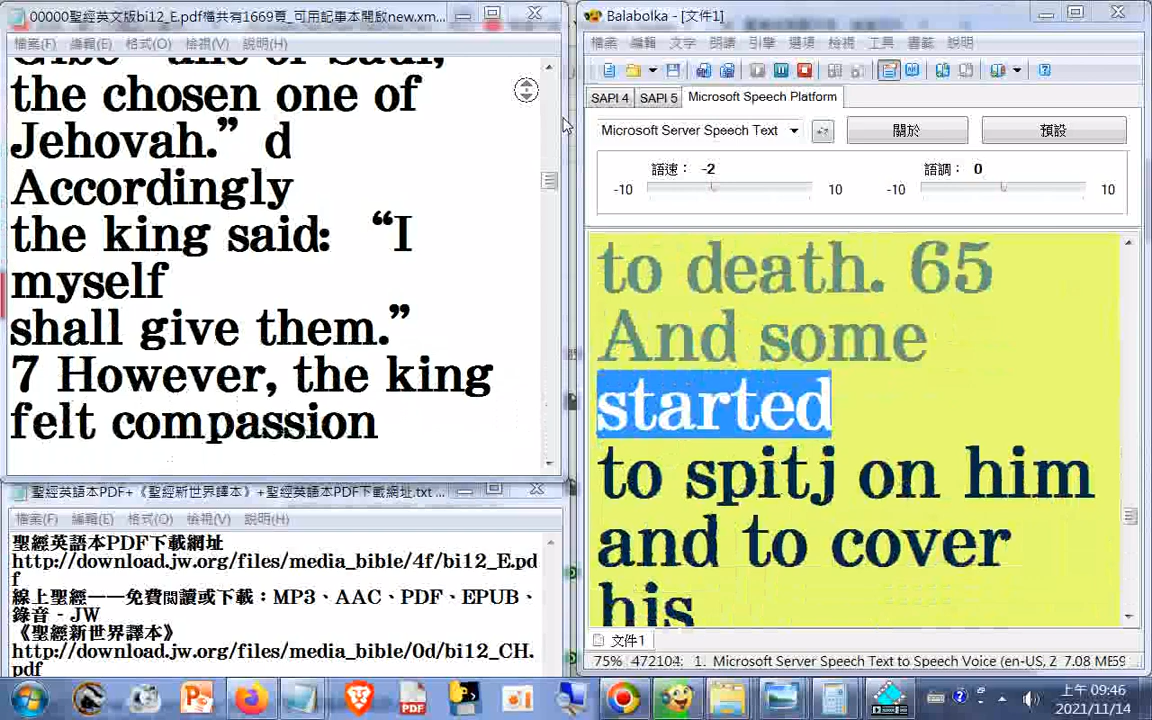 00000聖經英文版bi12_E.pdf檔共有1669頁_可用記事本開啟new.xm...
檔案(F) 編輯(E) 格式(O) 檢視(V) 說明(H)
the chosen one of
Jehovah.” d
Accordingly
the king said: “I
myself
shall give them.”
7 However, the king
felt compassion
聖經英語本PDF+《聖經新世界譯本》+聖經英語本PDF下載網址.txt ...
檔案(F) 編輯(E) 格式(O) 檢視(V) 說明(H)
聖經英語本PDF下載網址
http://download.jw.org/files/media_bible/4f/bi12_E.pd
f
線上聖經——免費閱讀或下載：MP3、AAC、PDF、EPUB、
錄音 - JW
《聖經新世界譯本》
http://download.jw.org/files/media_bible/0d/bi12_CH.
pdf
Balabolka - [文件1]
檔案 編輯 文字 朗讀 引擎 選項 檢視 工具 書籤 說明
SAPI 4 SAPI 5 Microsoft Speech Platform
Microsoft Server Speech Text 關於 預設
語速： -2 語調： 0
-10 10 -10 10
to death. 65
And some
started
to spitj on him
and to cover
his
文件1
75% 472104: 1. Microsoft Server Speech Text to Speech Voice (en-US, Z 7.08 ME59
PDF
上午 09:46
2021/11/14